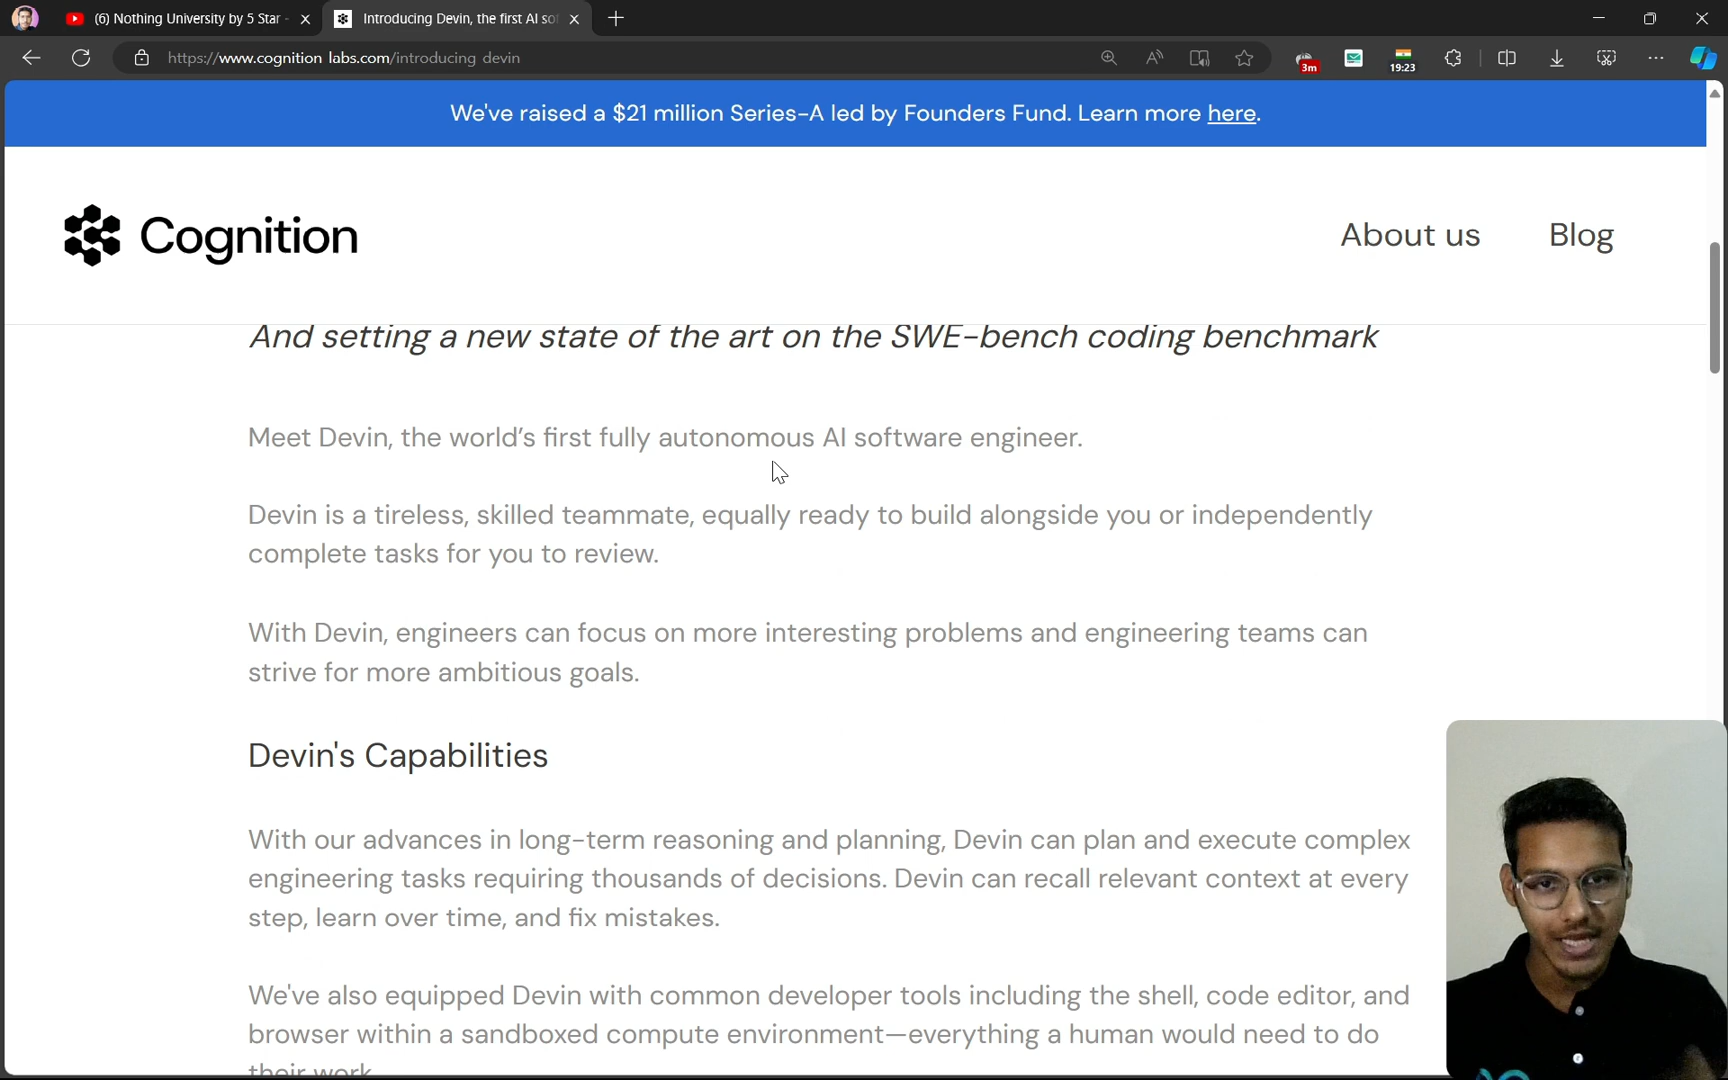 (6) Nothing University by 5 Star -
Introducing Devin, the first AI so
https://www.cognition labs.com/introducing devin
3m
19:23
We've raised a $21 million Series-A led by Founders Fund. Learn more here.
Cognition
About us
Blog
And setting a new state of the art on the SWE-bench coding benchmark
Meet Devin, the world’s first fully autonomous AI software engineer.
Devin is a tireless, skilled teammate, equally ready to build alongside you or independently
complete tasks for you to review.
With Devin, engineers can focus on more interesting problems and engineering teams can
strive for more ambitious goals.
Devin's Capabilities
With our advances in long-term reasoning and planning, Devin can plan and execute complex
engineering tasks requiring thousands of decisions. Devin can recall relevant context at every
step, learn over time, and fix mistakes.
We've also equipped Devin with common developer tools including the shell, code editor, and
browser within a sandboxed compute environment—everything a human would need to do
their work